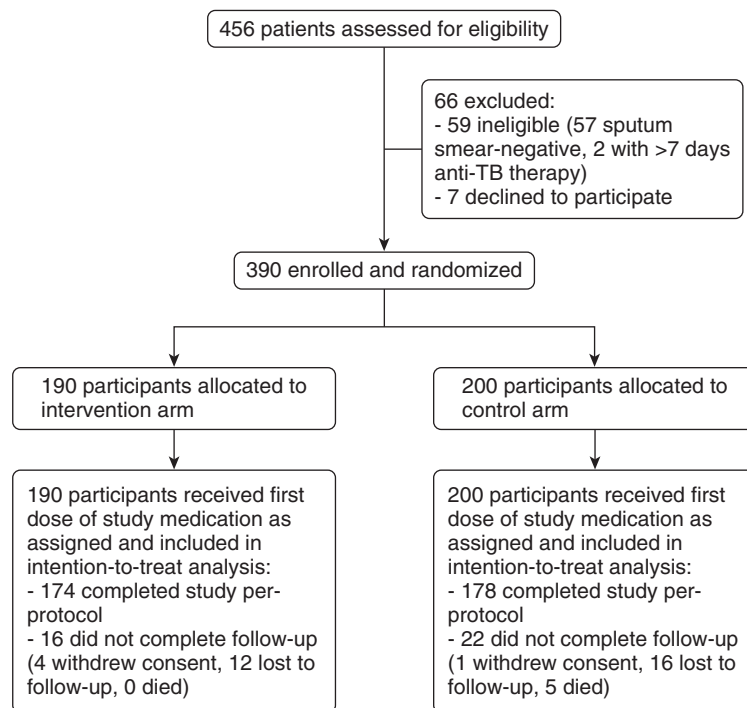 456 patients assessed for eligibility
66 excluded:
- 59 ineligible (57 sputum
smear-negative, 2 with >7 days
anti-TB therapy)
- 7 declined to participate
390 enrolled and randomized
190 participants allocated to
intervention arm
200 participants allocated to
control arm
190 participants received first
dose of study medication as
assigned and included in
intention-to-treat analysis:
- 174 completed study per-
protocol
- 16 did not complete follow-up
(4 withdrew consent, 12 lost to
follow-up, 0 died)
200 participants received first
dose of study medication as
assigned and included in
intention-to-treat analysis:
- 178 completed study per-
protocol
- 22 did not complete follow-up
(1 withdrew consent, 16 lost to
follow-up, 5 died)